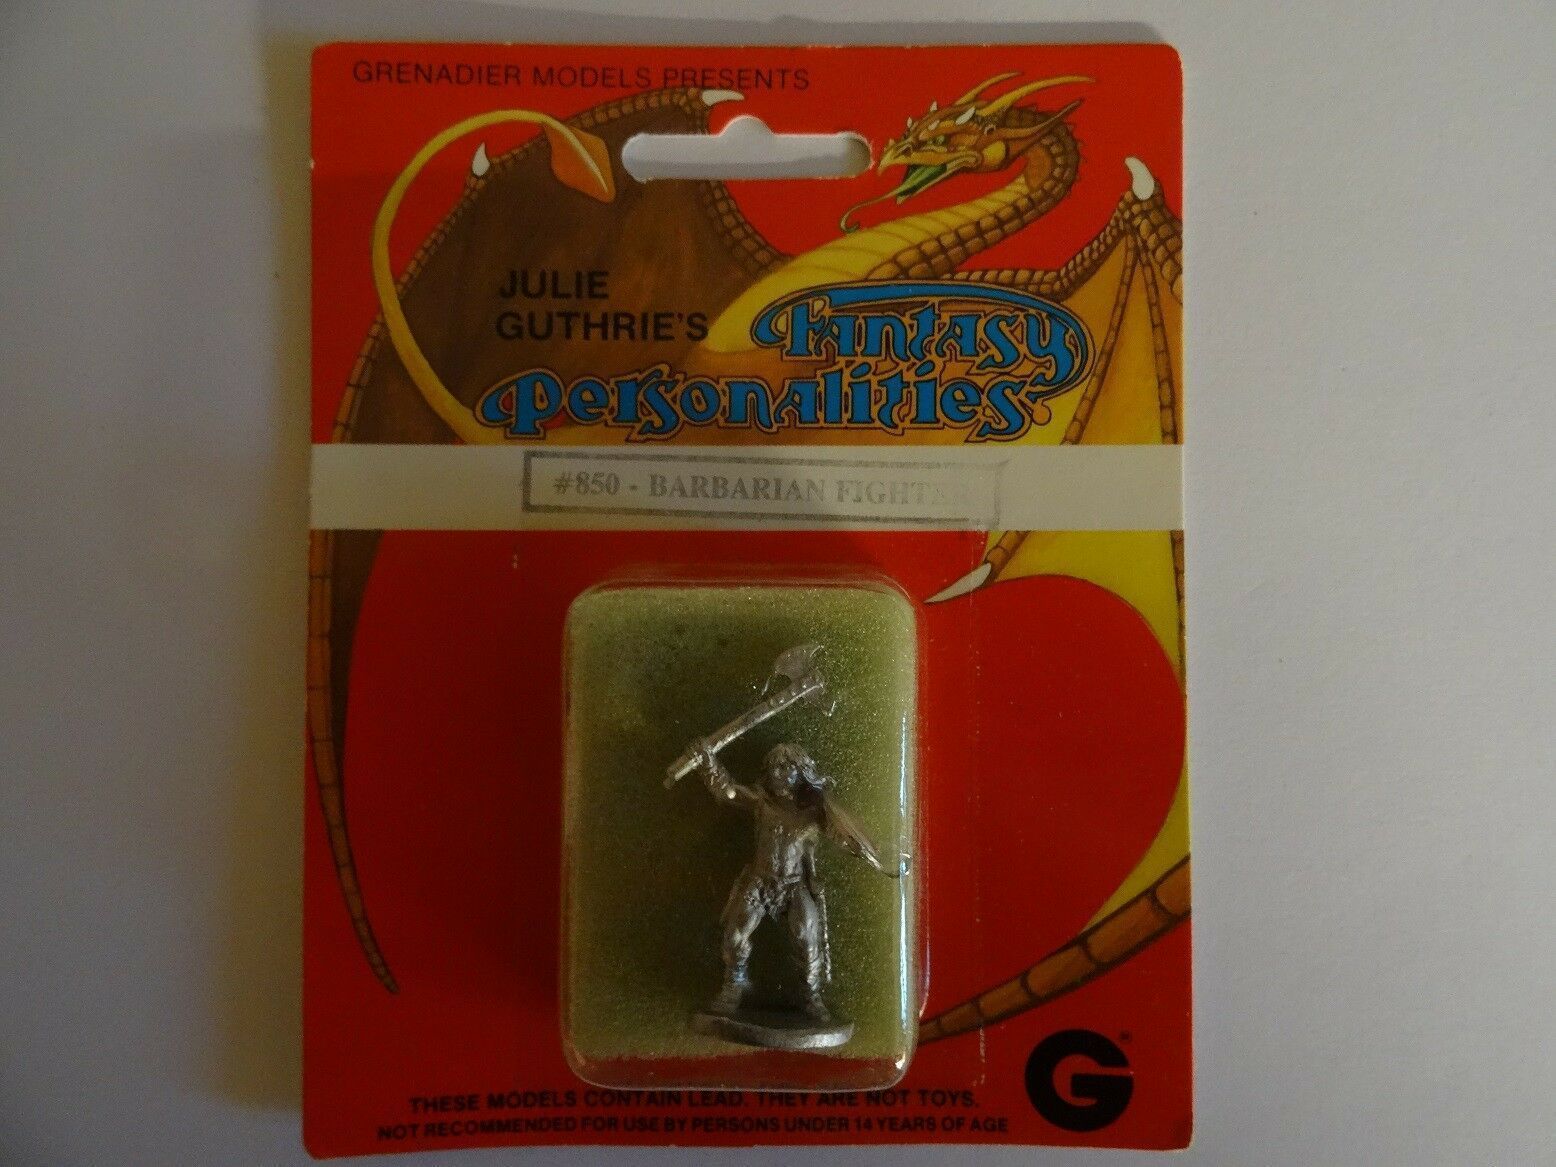 GRENADIER MODELS PRESENTS
JULIE
GUTHRIE'S
Fantasy
Personalities
#850 - BARBARIAN FIGHTER
THESE MODELS CONTAIN LEAD. THEY ARE NOT TOYS.
NOT RECOMMENDED FOR USE BY PERSONS UNDER 14 YEARS OF AGE
G®